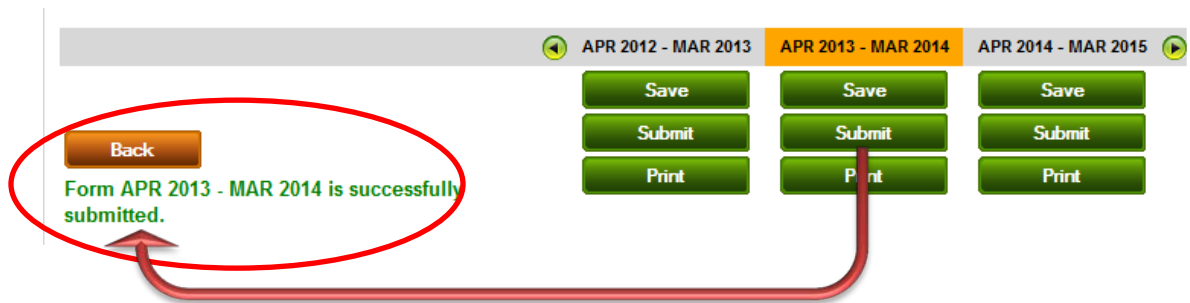 APR 2012 - MAR 2013 APR 2013 - MAR 2014 APR 2014 - MAR 2015
Save Save Save
Submit Submit Submit
Print Print Print
Back
Form APR 2013 - MAR 2014 is successfully
submitted.